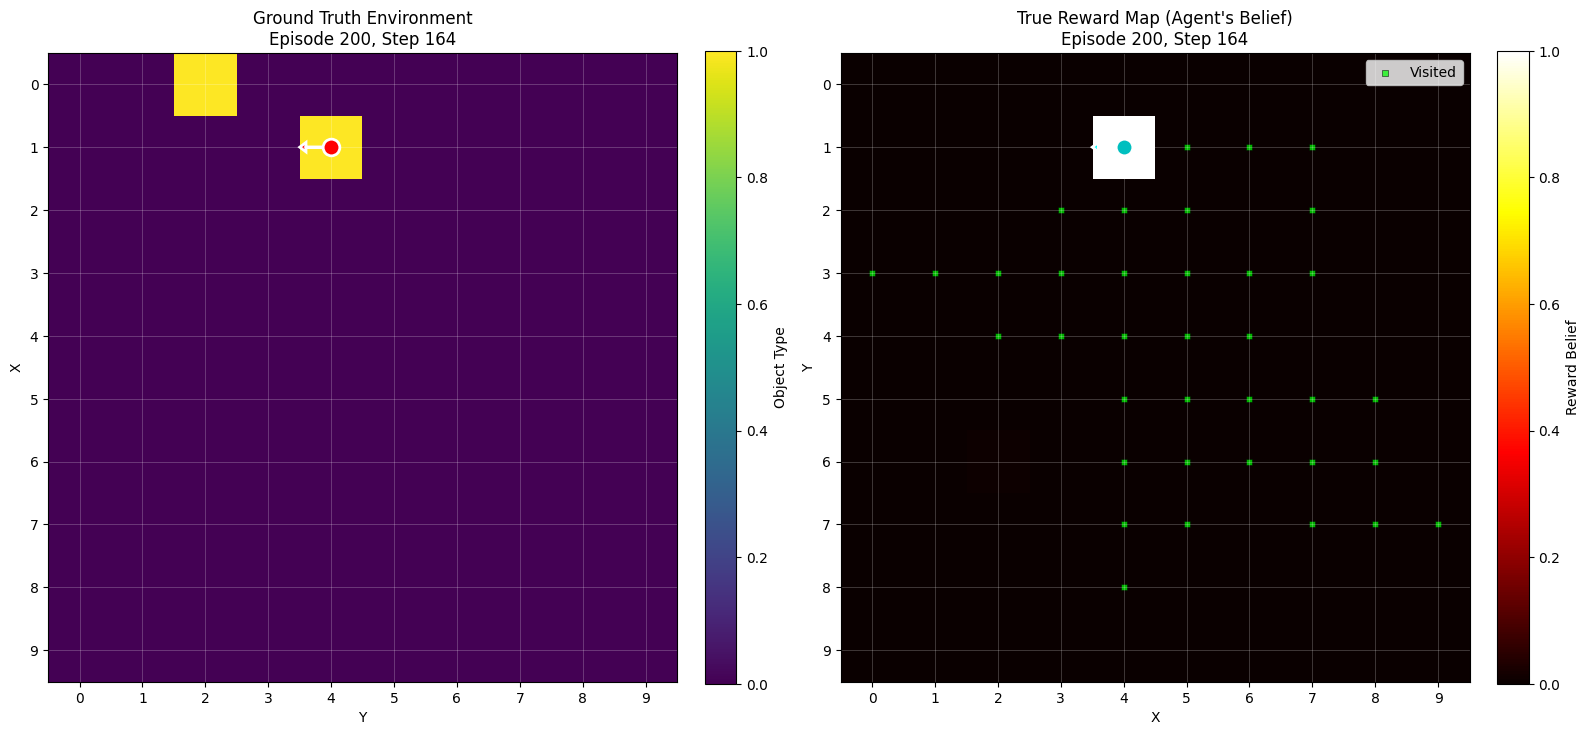 Ground Truth Environment
Episode 200, Step 164
0
1
2
3
4
5
6
7
8
9
X
0 1 2 3 4 5 6 7 8 9
Y
1.0
0.8
0.6
0.4
0.2
0.0
Object Type
True Reward Map (Agent's Belief)
Episode 200, Step 164
Visited
0
1
2
3
4
5
6
7
8
9
Y
0 1 2 3 4 5 6 7 8 9
X
1.0
0.8
0.6
0.4
0.2
0.0
Reward Belief